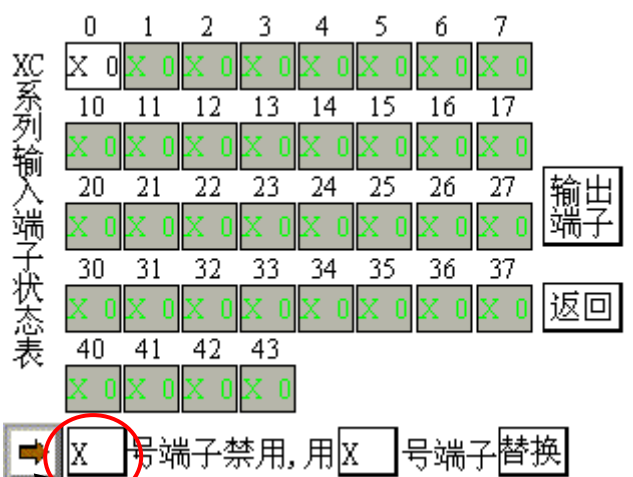 XC系列输入端子状态表
0 1 2 3 4 5 6 7
X 0 X 0 X 0 X 0 X 0 X 0 X 0 X 0
10 11 12 13 14 15 16 17
X 0 X 0 X 0 X 0 X 0 X 0 X 0 X 0
20 21 22 23 24 25 26 27
X 0 X 0 X 0 X 0 X 0 X 0 X 0 X 0
输出
端子
30 31 32 33 34 35 36 37
X 0 X 0 X 0 X 0 X 0 X 0 X 0 X 0
返回
40 41 42 43
X 0 X 0 X 0 X 0
X 号端子禁用,用X 号端子替换